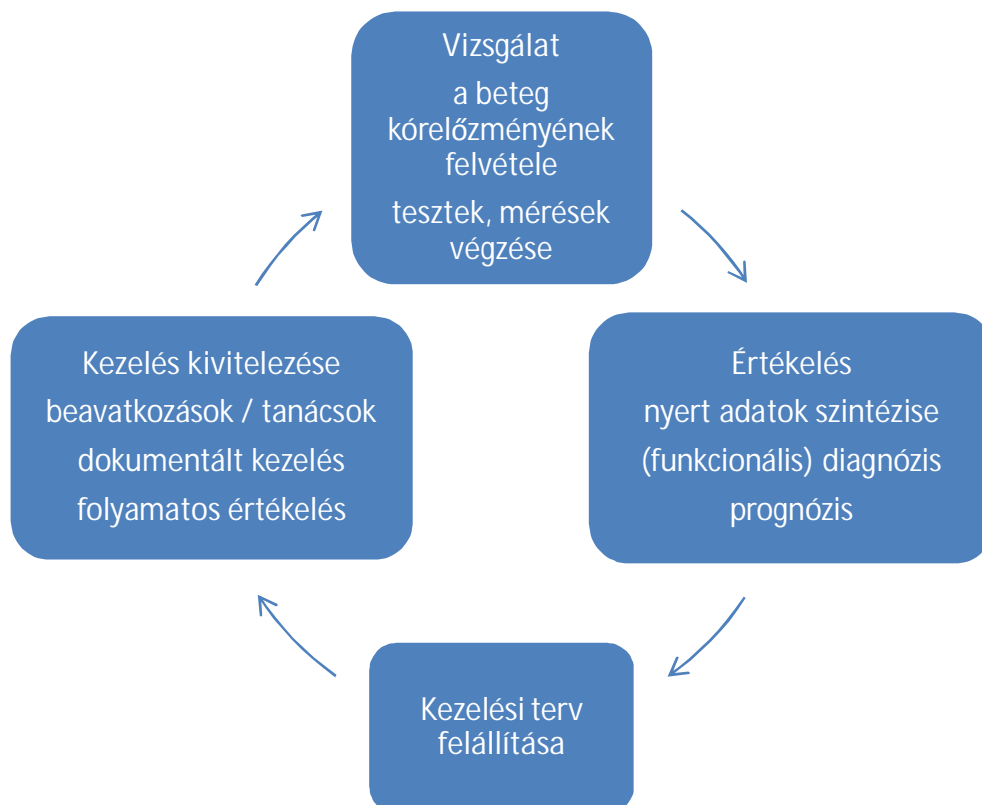 Vizsgálat
a beteg
kórelőzményének
felvétele
tesztek, mérések
végzése
Értékelés
nyert adatok szintézise
(funkcionális) diagnózis
prognózis
Kezelési terv
felállítása
Kezelés kivitelezése
beavatkozások / tanácsok
dokumentált kezelés
folyamatos értékelés